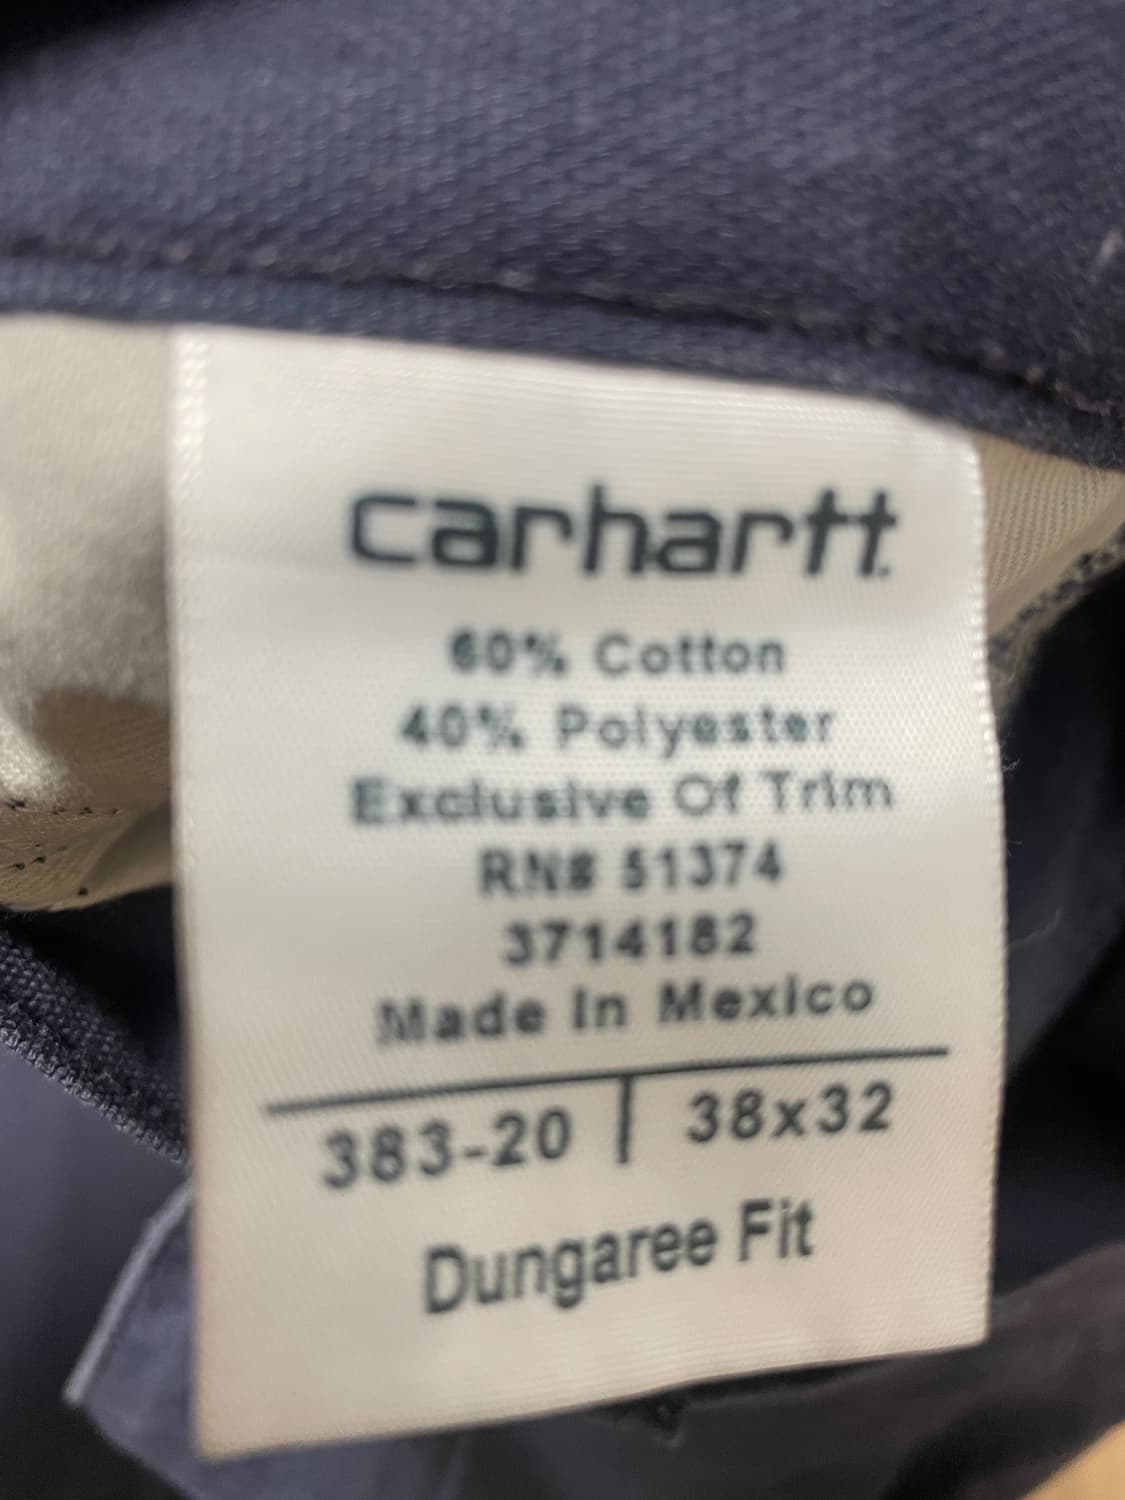 carhartt
60% Cotton
40% Polyester
Exclusive Of Trim
RN# 51374
3714182
Made In Mexico
383-20 | 38x32
Dungaree Fit